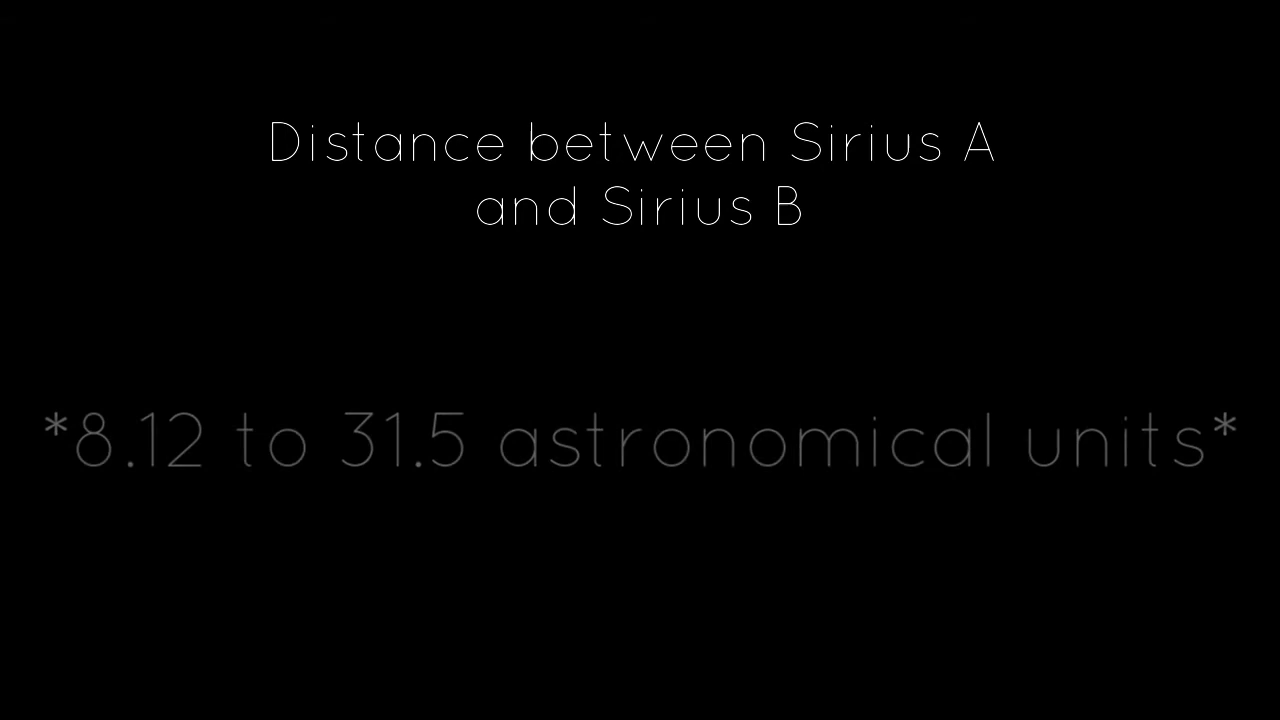 Distance between Sirius A
and Sirius B
*8.12 to 31.5 astronomical units*